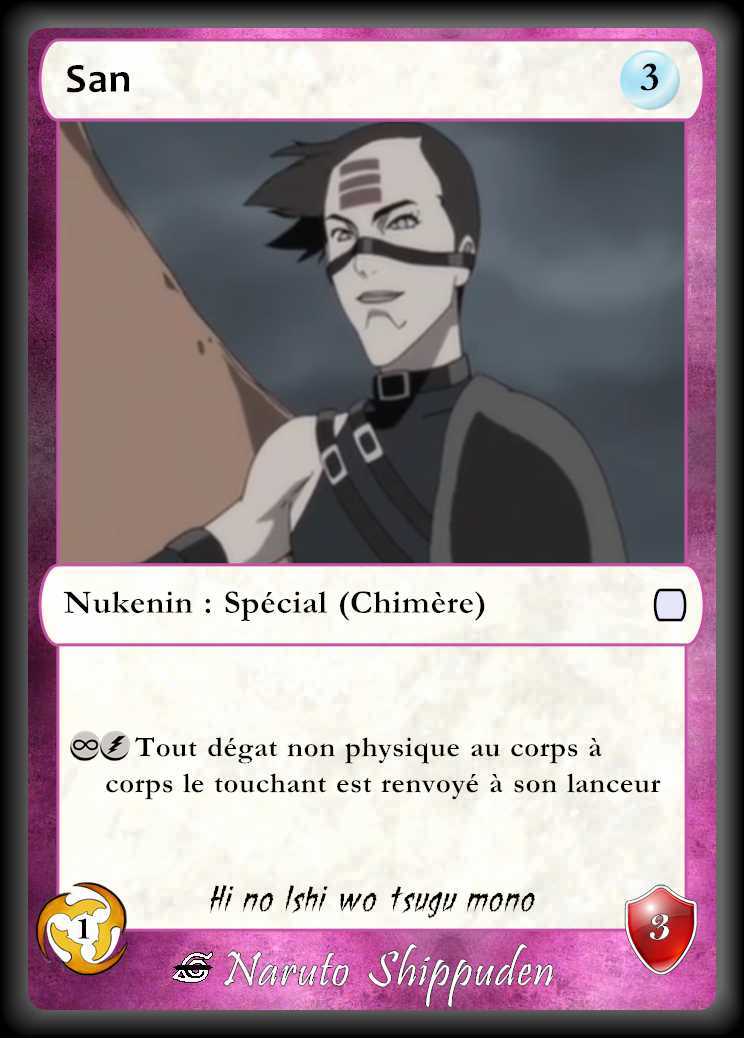 San
3
Nukenin : Spécial (Chimère)
Tout dégat non physique au corps à
corps le touchant est renvoyé à son lanceur
Hi no Ishi wo tsugu mono
1
3
Naruto Shippuden